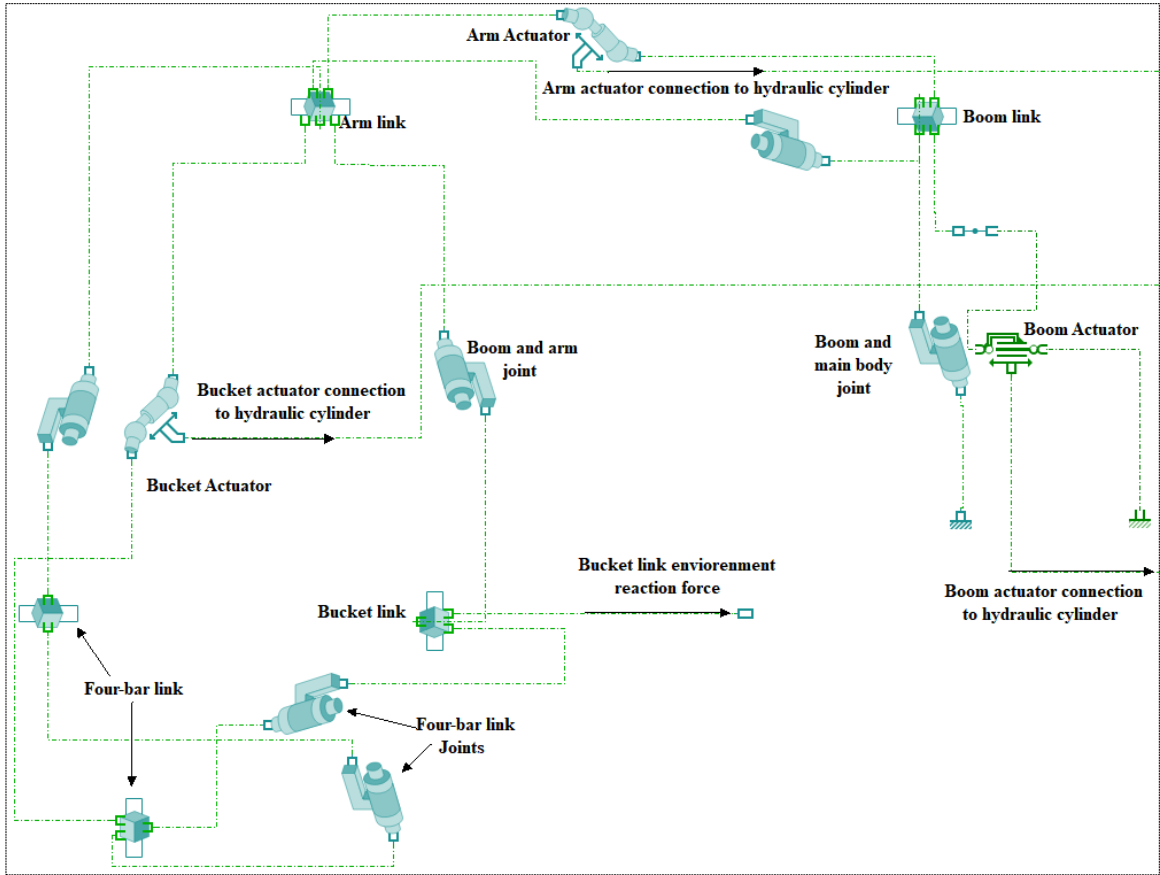 Arm Actuator
Arm actuator connection to hydraulic cylinder
Arm link
Boom link
Boom and arm
joint
Boom and
main body
joint
Boom Actuator
Bucket actuator connection
to hydraulic cylinder
Bucket Actuator
Bucket link enviorenment
reaction force
Boom actuator connection
to hydraulic cylinder
Bucket link
Four-bar link
Four-bar link
Joints